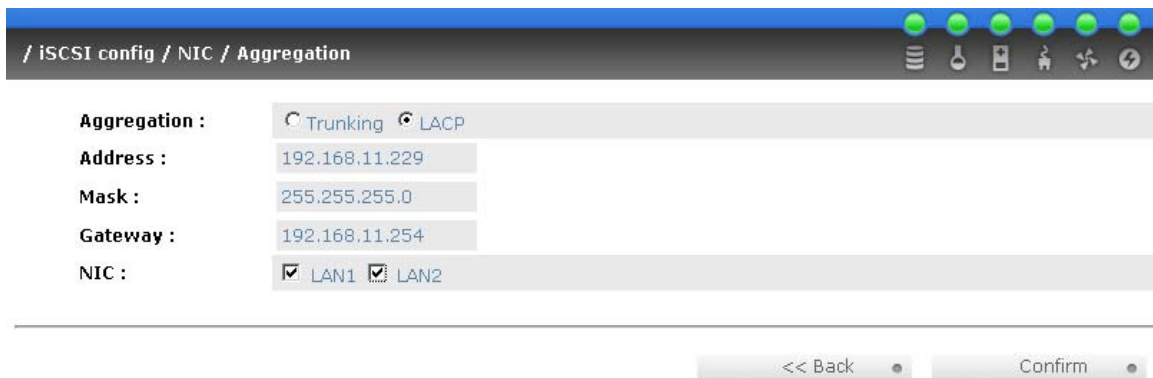 / iSCSI config / NIC / Aggregation
Aggregation : Trunking LACP
Address : 192.168.11.229
Mask : 255.255.255.0
Gateway : 192.168.11.254
NIC : LAN1 LAN2
<< Back Confirm